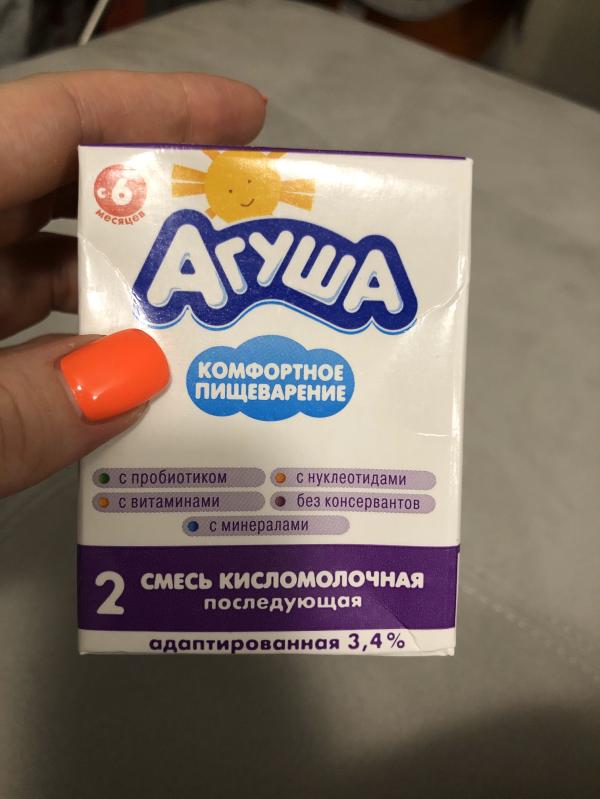 с 6
месяцев
АГУША
КОМФОРТНОЕ
ПИЩЕВАРЕНИЕ
с пробиотиком
с нуклеотидами
с витаминами
без консервантов
с минералами
2 СМЕСЬ КИСЛОМОЛОЧНАЯ
последующая
адаптированная 3,4%